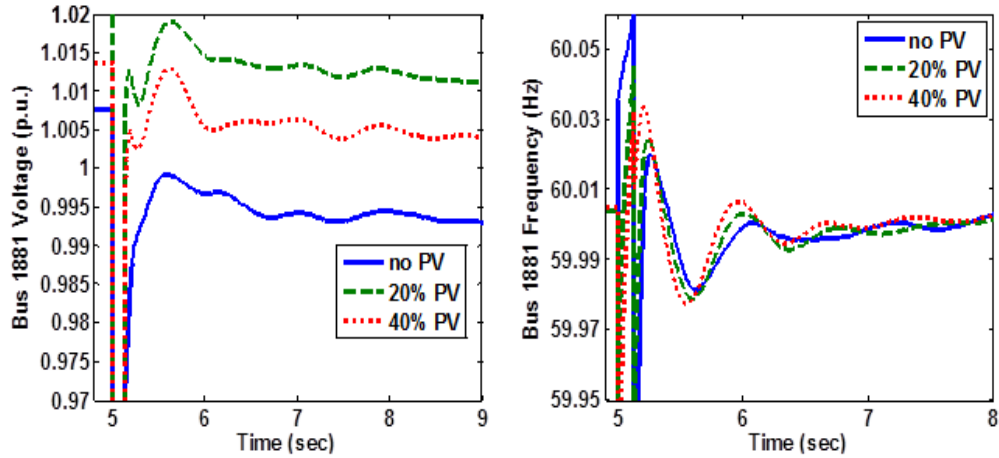 Bus 1881 Voltage (p.u.)
1.02
1.015
1.01
1.005
1
0.995
0.99
0.985
0.98
0.975
0.97
no PV
20% PV
40% PV
5 6 7 8 9
Time (sec)
Bus 1881 Frequency (Hz)
60.05
60.03
60.01
59.99
59.97
59.95
no PV
20% PV
40% PV
5 6 7 8
Time (sec)